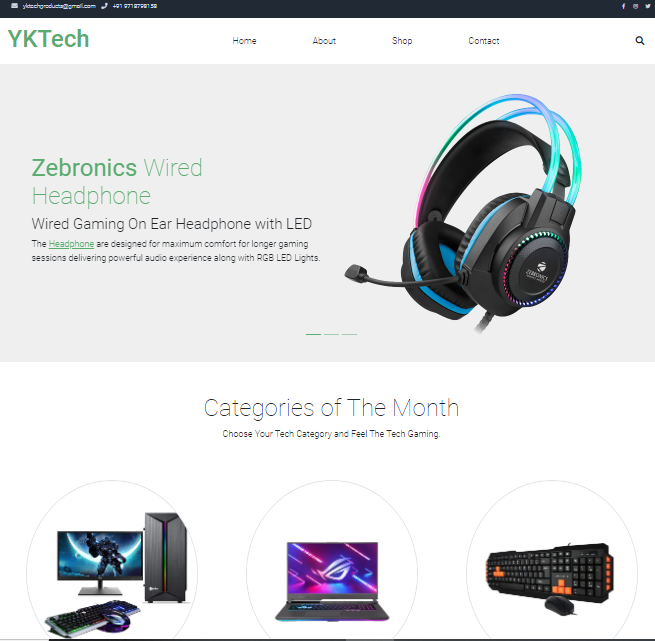 yktechproducts@gmail.com +91 9718798158
YKTech
Home About Shop Contact
Zebronics Wired
Headphone
Wired Gaming On Ear Headphone with LED
The Headphone are designed for maximum comfort for longer gaming
sessions delivering powerful audio experience along with RGB LED Lights.
ZEBRONICS
Categories of The Month
Choose Your Tech Category and Feel The Tech Gaming.